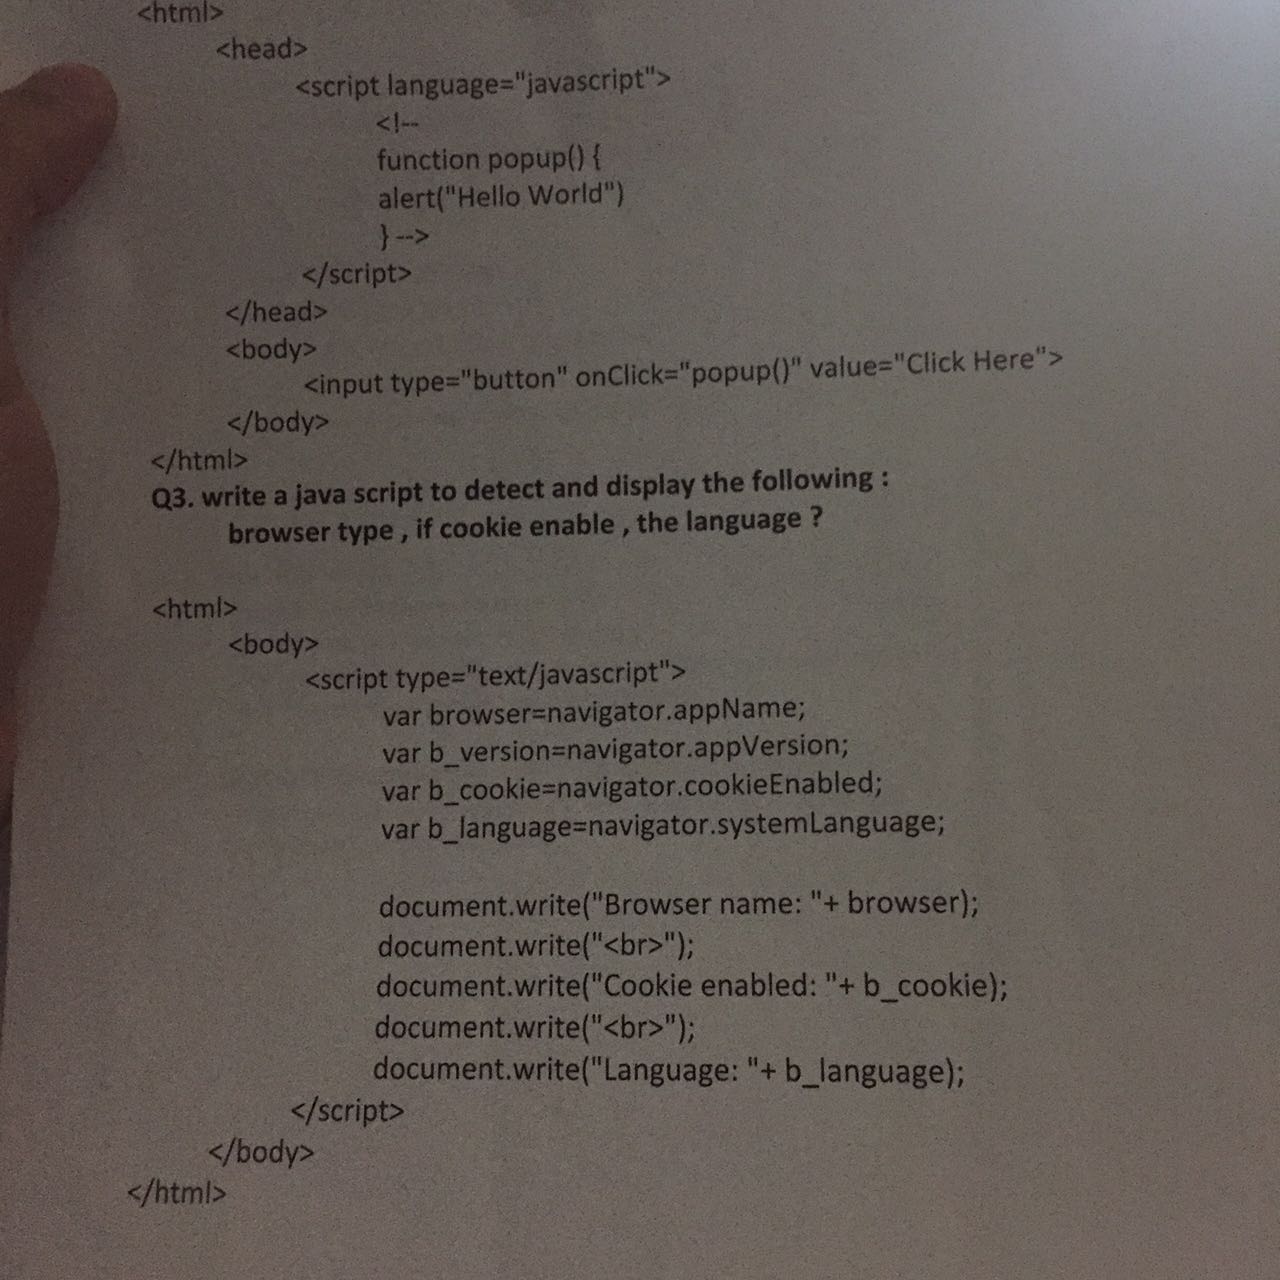 <html>
<head>
<script language="javascript">
<!--
function popup() {
alert("Hello World")
} -->
</script>
</head>
<body>
<input type="button" onClick="popup()" value="Click Here">
</body>
</html>
Q3. write a java script to detect and display the following :
browser type , if cookie enable , the language ?
<html>
<body>
<script type="text/javascript">
var browser=navigator.appName;
var b_version=navigator.appVersion;
var b_cookie=navigator.cookieEnabled;
var b_language=navigator.systemLanguage;
document.write("Browser name: "+ browser);
document.write("<br>");
document.write("Cookie enabled: "+ b_cookie);
document.write("<br>");
document.write("Language: "+ b_language);
</script>
</body>
</html>